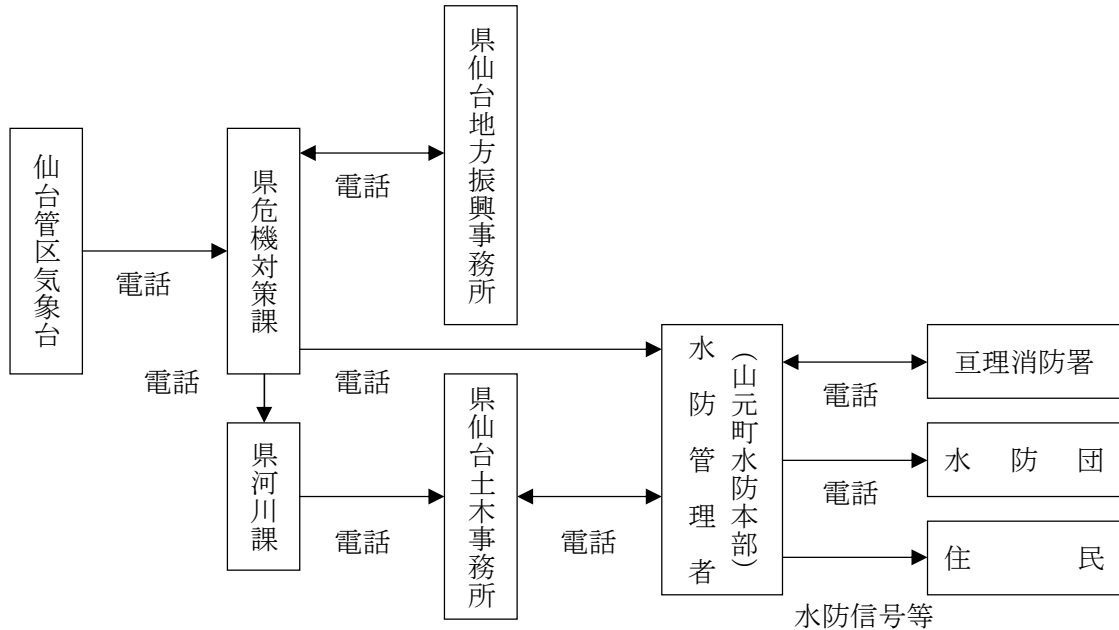 仙台管区気象台
電話
県危機対策課
電話
県仙台地方振興事務所
電話
電話
県河川課
電話
県仙台土木事務所
電話
水防管理者
(山元町水防本部)
電話
亘理消防署
電話
水防団
水防信号等
住民